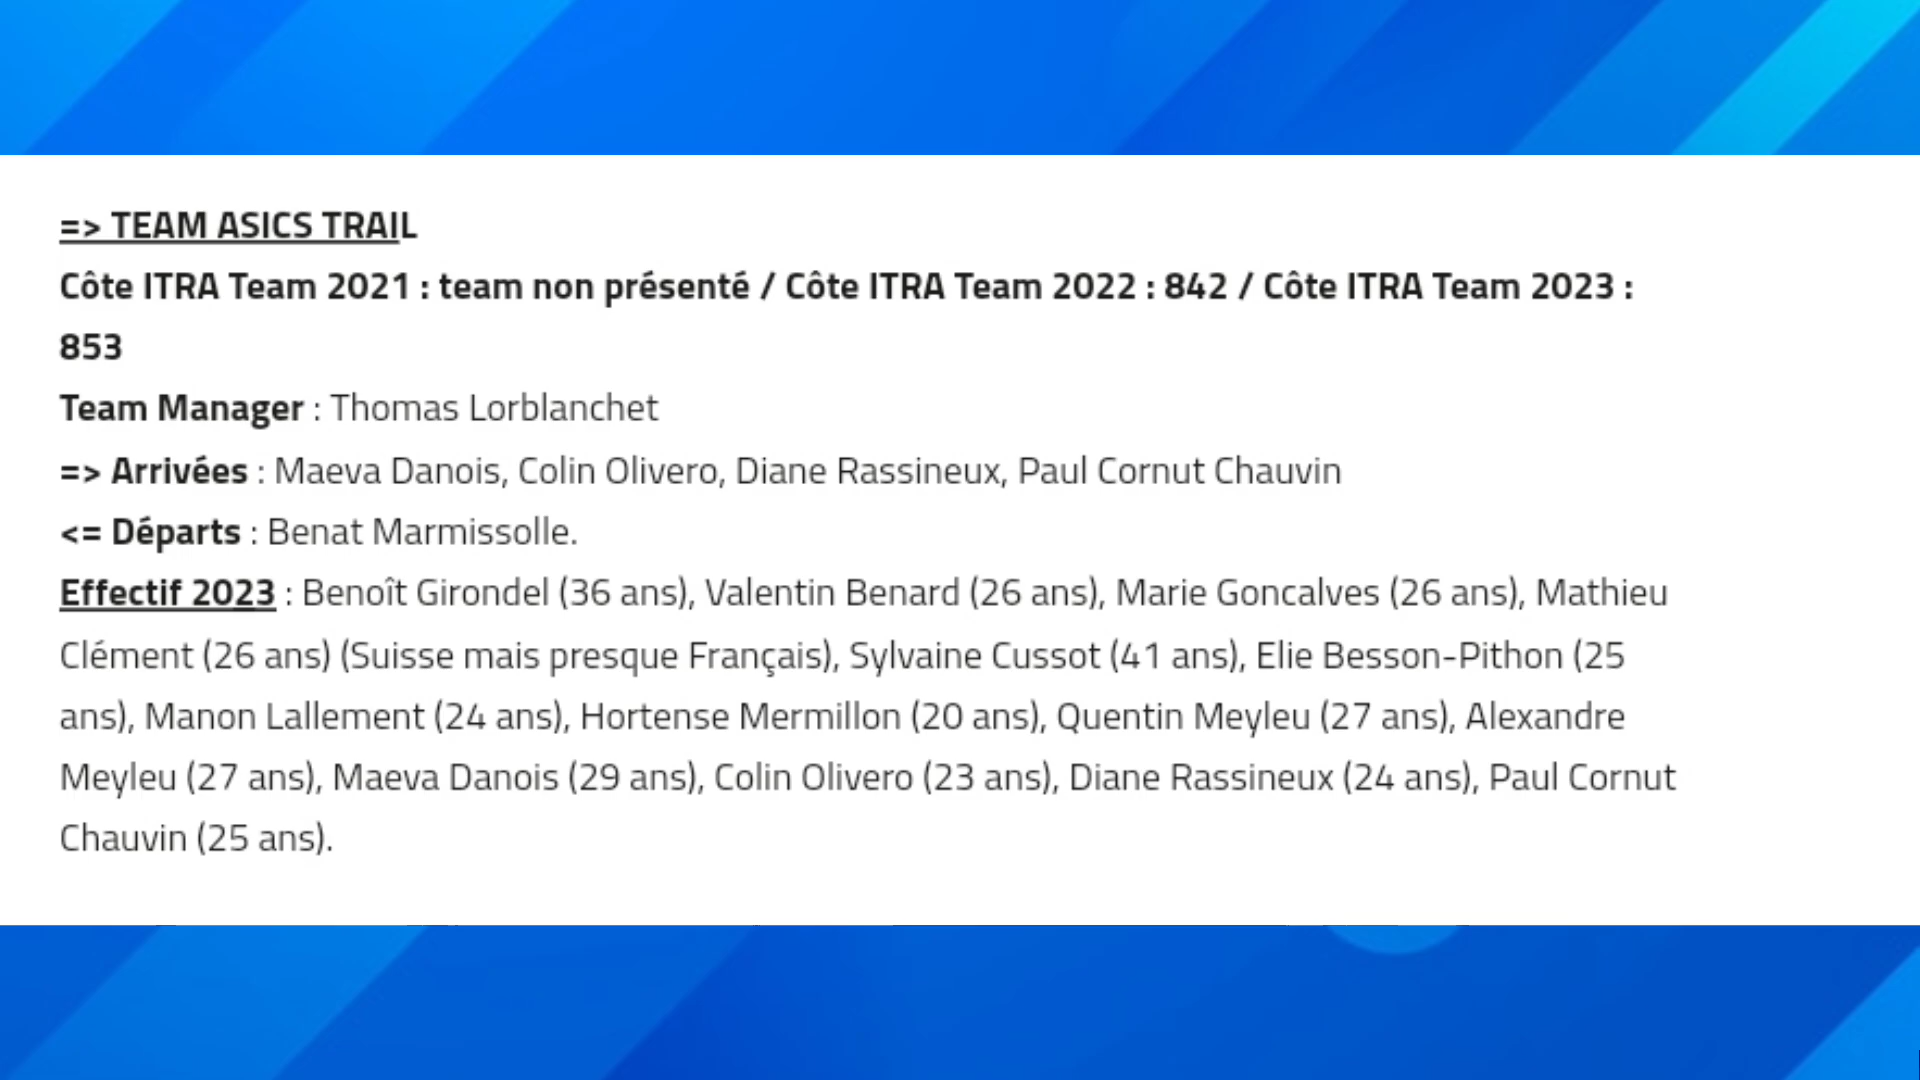 => TEAM ASICS TRAIL
Côte ITRA Team 2021 : team non présenté / Côte ITRA Team 2022 : 842 / Côte ITRA Team 2023 :
853
Team Manager : Thomas Lorblanchet
=> Arrivées : Maeva Danois, Colin Olivero, Diane Rassineux, Paul Cornut Chauvin
<= Départs : Benat Marmissolle.
Effectif 2023 : Benoît Girondel (36 ans), Valentin Benard (26 ans), Marie Goncalves (26 ans), Mathieu
Clément (26 ans) (Suisse mais presque Français), Sylvaine Cussot (41 ans), Elie Besson-Pithon (25
ans), Manon Lallement (24 ans), Hortense Mermillon (20 ans), Quentin Meyleu (27 ans), Alexandre
Meyleu (27 ans), Maeva Danois (29 ans), Colin Olivero (23 ans), Diane Rassineux (24 ans), Paul Cornut
Chauvin (25 ans).